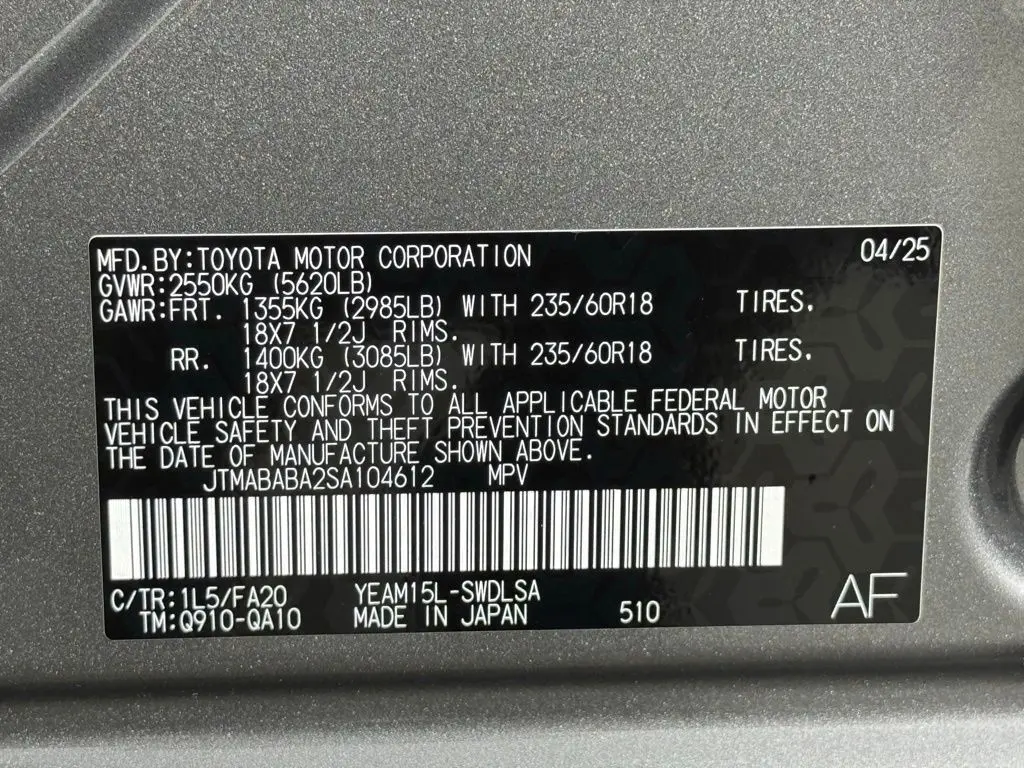 MFD.BY:TOYOTA MOTOR CORPORATION 04/25
GVWR:2550KG (5620LB)
GAWR:FRT. 1355KG (2985LB) WITH 235/60R18 TIRES.
18X7 1/2J RIMS.
RR. 1400KG (3085LB) WITH 235/60R18 TIRES.
18X7 1/2J RIMS.
THIS VEHICLE CONFORMS TO ALL APPLICABLE FEDERAL MOTOR
VEHICLE SAFETY AND THEFT PREVENTION STANDARDS IN EFFECT ON
THE DATE OF MANUFACTURE SHOWN ABOVE.
JTMABABA2SA104612 MPV
C/TR:1L5/FA20 YEAM15L-SWDLSA
TM:Q910-QA10 MADE IN JAPAN 510 AF